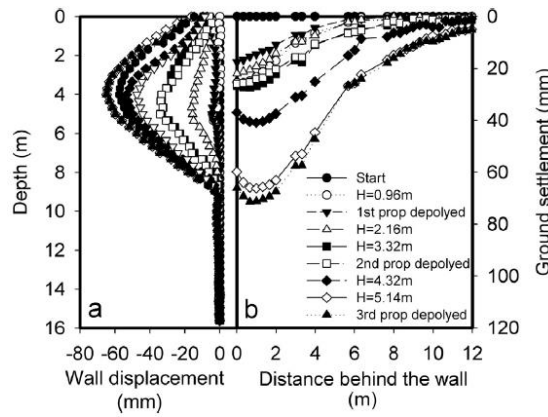 0
2
4
6
8
10
12
14
16
Depth (m)
a
-80 -60 -40 -20 0
Wall displacement
(mm)
b
Start
H=0.96m
1st prop depolyed
H=2.16m
H=3.32m
2nd prop depolyed
H=4.32m
H=5.14m
3rd prop depolyed
0 2 4 6 8 10 12
Distance behind the wall
(m)
0
20
40
60
80
100
120
Ground settlement (mm)